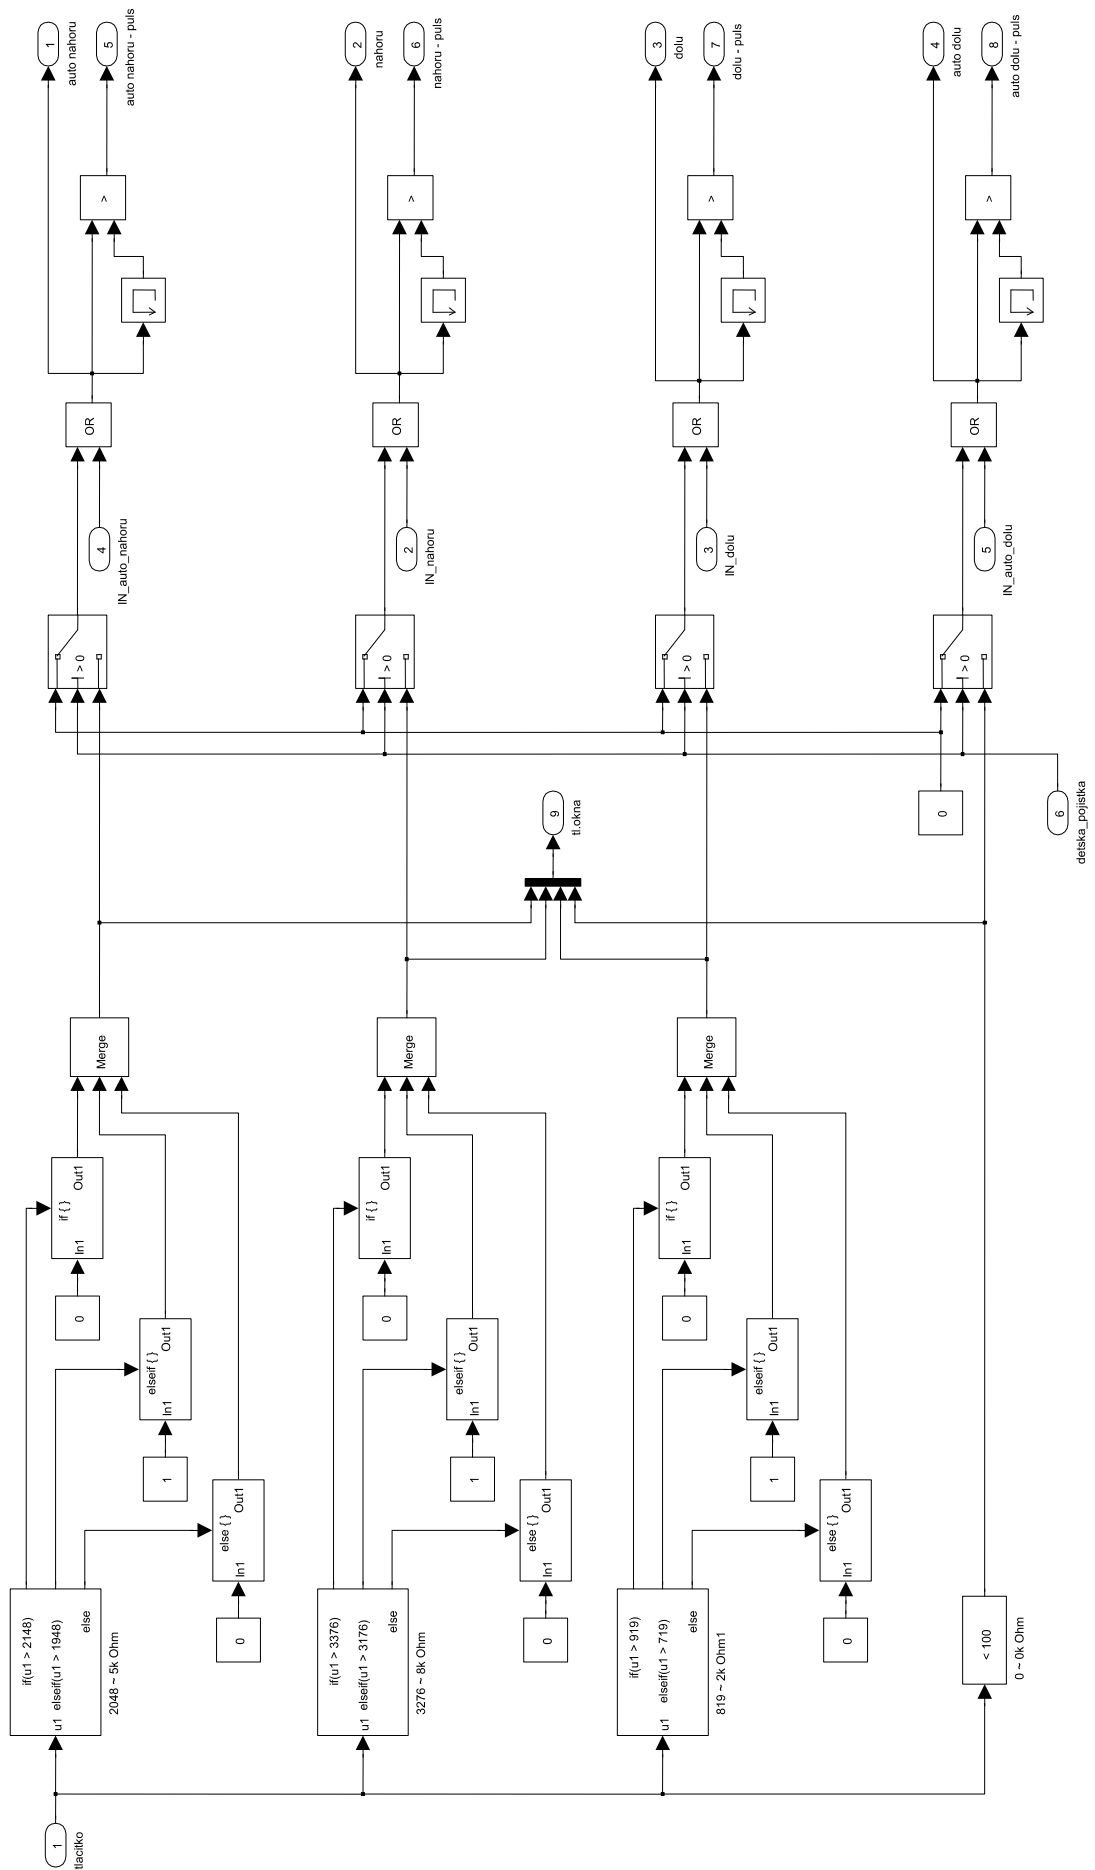 1
tlacitko
u1
if(u1 > 2148)
elseif(u1 > 1948)
else
2048 ~ 5k Ohm
0
if { }
In1
Out1
1
elseif { }
In1
Out1
0
else { }
In1
Out1
Merge
> 0
4
IN_auto_nahoru
OR
>
1
auto nahoru
5
auto nahoru - puls
u1
if(u1 > 3376)
elseif(u1 > 3176)
else
3276 ~ 8k Ohm
0
if { }
In1
Out1
1
elseif { }
In1
Out1
0
else { }
In1
Out1
Merge
> 0
2
IN_nahoru
OR
>
2
nahoru
6
nahoru - puls
9
tl.okna
u1
if(u1 > 919)
elseif(u1 > 719)
else
819 ~ 2k Ohm1
0
if { }
In1
Out1
1
elseif { }
In1
Out1
0
else { }
In1
Out1
Merge
> 0
3
IN_dolu
OR
>
3
dolu
7
dolu - puls
< 100
0 ~ 0k Ohm
0
6
detska_pojistka
> 0
5
IN_auto_dolu
OR
>
4
auto dolu
8
auto dolu - puls